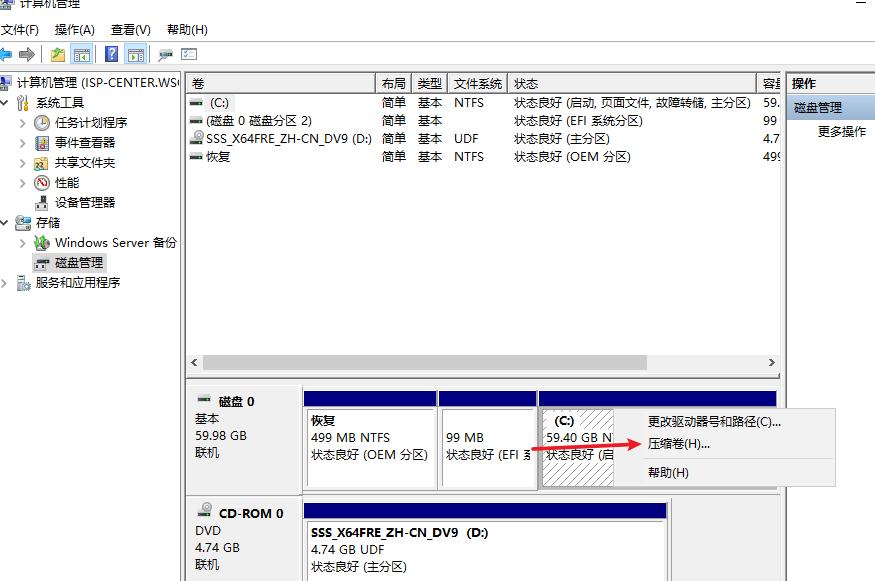 计算机管理
文件(F) 操作(A) 查看(V) 帮助(H)
计算机管理 (ISP-CENTER.WS
系统工具
任务计划程序
事件查看器
共享文件夹
性能
设备管理器
存储
Windows Server 备份
磁盘管理
服务和应用程序
卷 布局 类型 文件系统 状态 容量
(C:) 简单 基本 NTFS 状态良好 (启动, 页面文件, 故障转储, 主分区) 59.
(磁盘 0 磁盘分区 2) 简单 基本 状态良好 (EFI 系统分区) 99
SSS_X64FRE_ZH-CN_DV9 (D:) 简单 基本 UDF 状态良好 (主分区) 4.7
恢复 简单 基本 NTFS 状态良好 (OEM 分区) 499
操作
磁盘管理
更多操作
磁盘 0
基本
59.98 GB
联机
恢复
499 MB NTFS
状态良好 (OEM 分区)
99 MB
状态良好 (EFI 系
(C:)
59.40 GB N
状态良好 (启
更改驱动器号和路径(C)...
压缩卷(H)...
帮助(H)
CD-ROM 0
DVD
4.74 GB
联机
SSS_X64FRE_ZH-CN_DV9 (D:)
4.74 GB UDF
状态良好 (主分区)